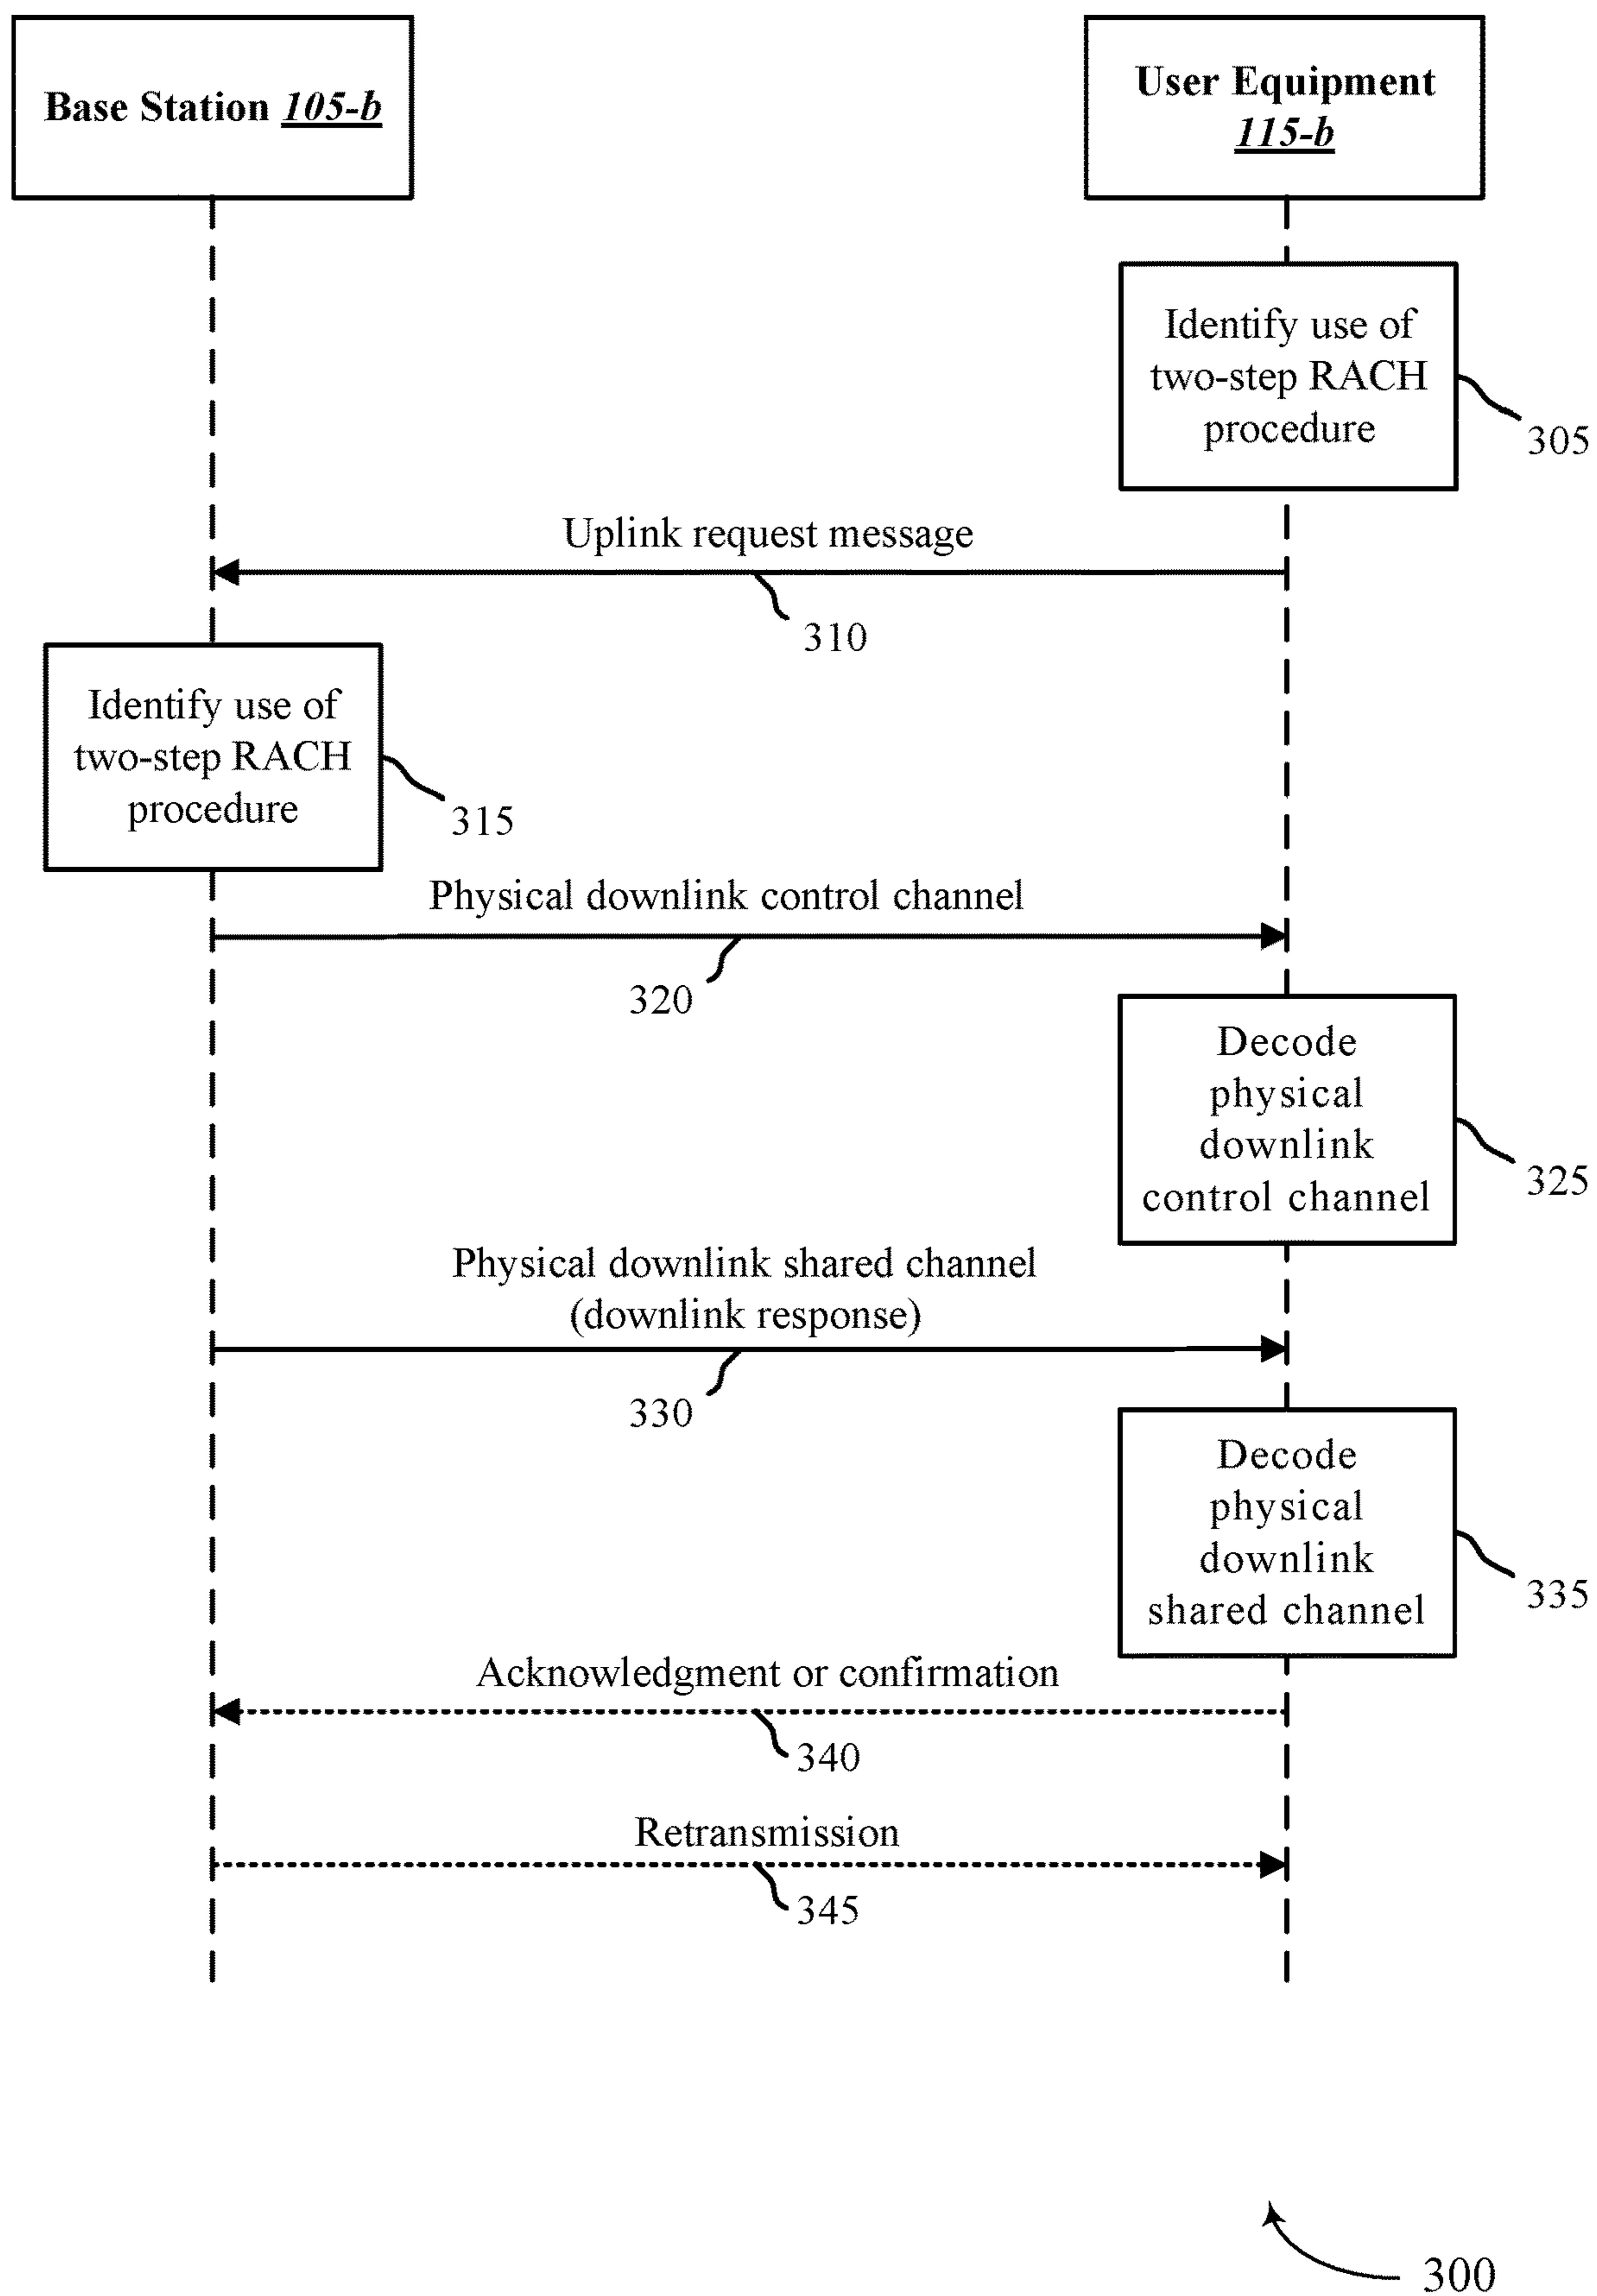 Base Station 105-b
User Equipment
115-b
Identify use of
two-step RACH
procedure
305
Uplink request message
310
Identify use of
two-step RACH
procedure
315
Physical downlink control channel
320
Decode
physical
downlink
control channel
325
Physical downlink shared channel
(downlink response)
330
Decode
physical
downlink
shared channel
335
Acknowledgment or confirmation
340
Retransmission
345
300